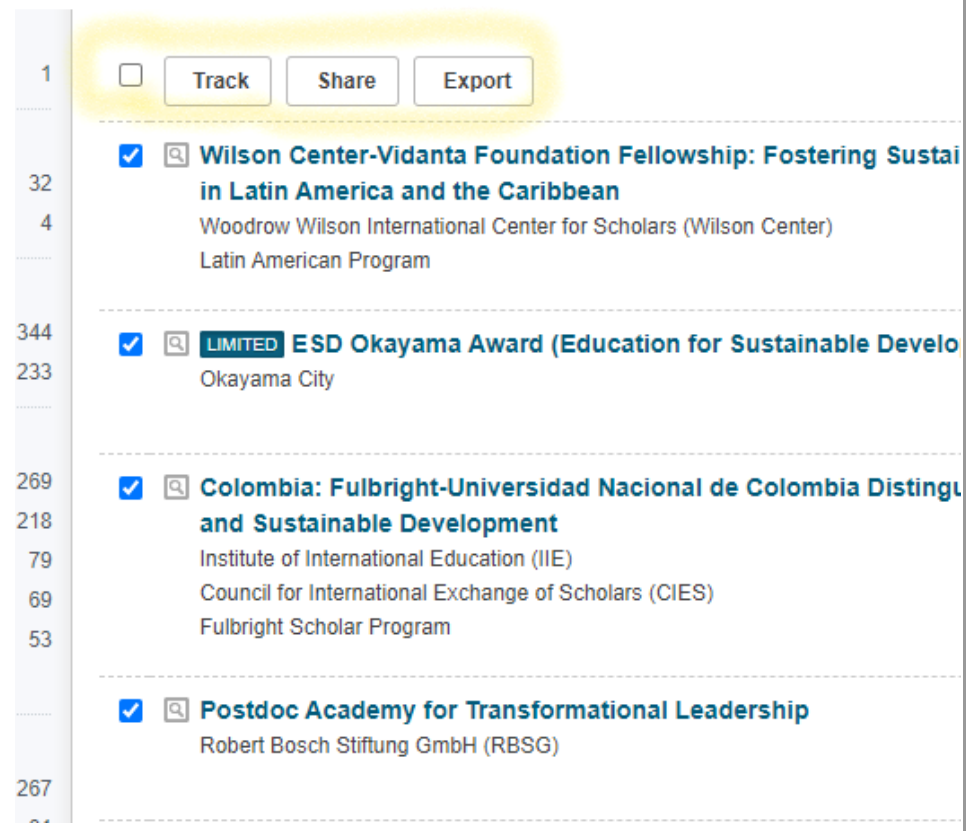 1
Track Share Export
Wilson Center-Vidanta Foundation Fellowship: Fostering
32
in Latin America and the Caribbean
4
Woodrow Wilson International Center for Scholars (Wilson Center)
Latin American Program
344
LIMITED ESD Okayama Award (Education for Sustainable
233
Okayama City
269
Colombia: Fulbright-Universidad Nacional de Colombia
218
and Sustainable Development
79
Institute of International Education (IIE)
69
Council for International Exchange of Scholars (CIES)
53
Fulbright Scholar Program
Postdoc Academy for Transformational Leadership
Robert Bosch Stiftung GmbH (RBSG)
267